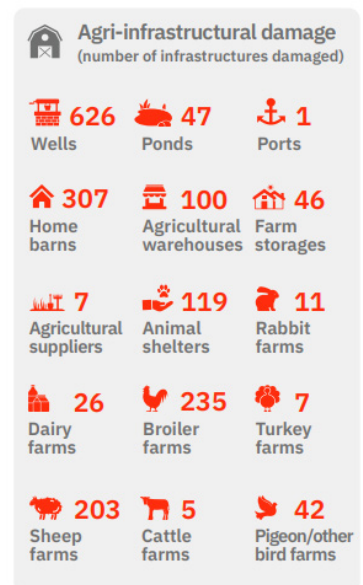 Agri-infrastructural damage
(number of infrastructures damaged)
626 47 1
Wells Ponds Ports
307 100 46
Home barns Agricultural warehouses Farm storages
7 119 11
Agricultural suppliers Animal shelters Rabbit farms
26 235 7
Dairy farms Broiler farms Turkey farms
203 5 42
Sheep farms Cattle farms Pigeon/other bird farms